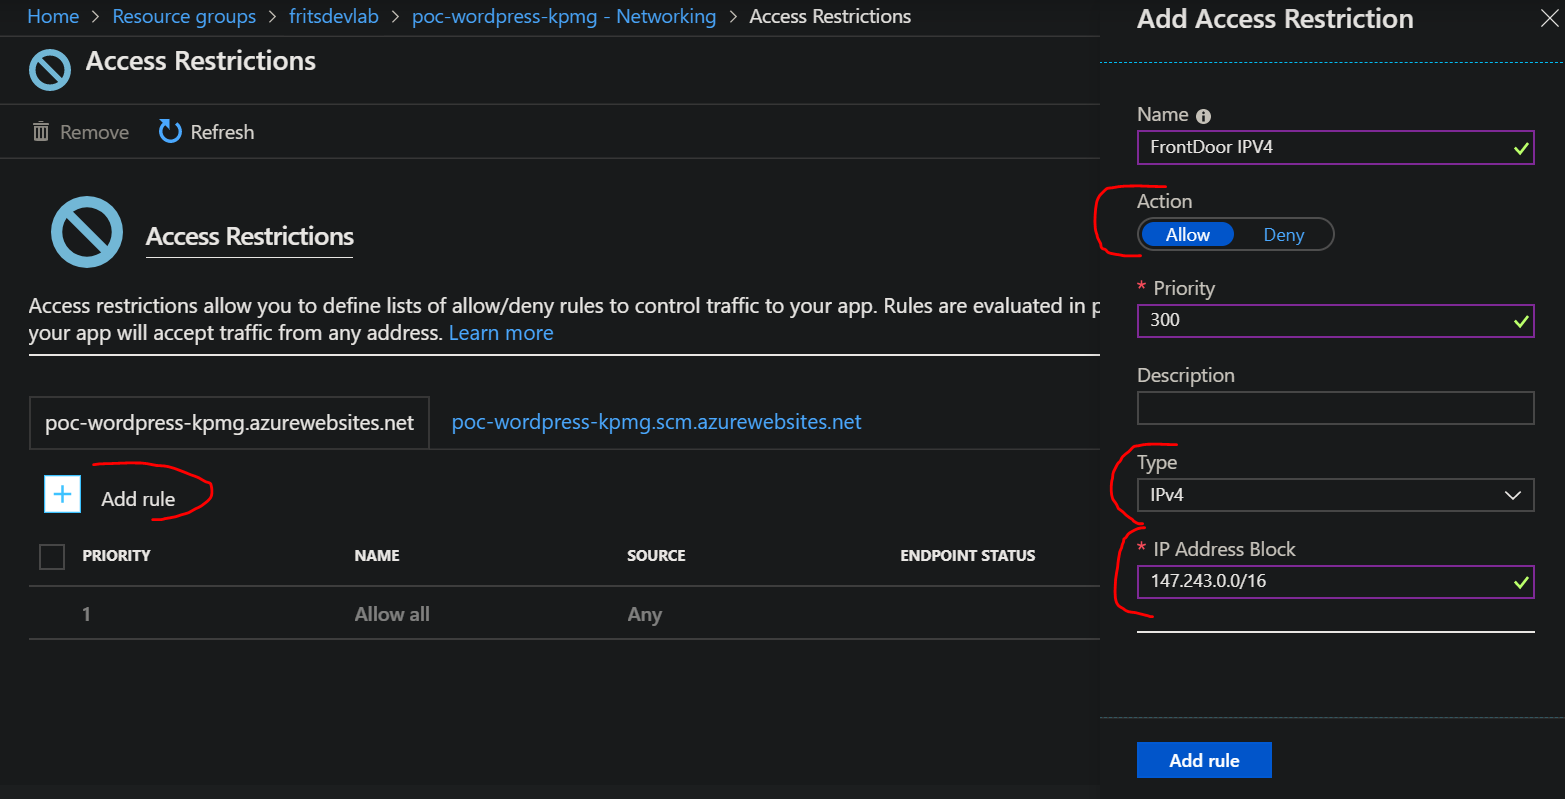 Home > Resource groups > fritsdevlab > poc-wordpress-kpmg - Networking > Access Restrictions
Access Restrictions
Remove Refresh
Access Restrictions
Access restrictions allow you to define lists of allow/deny rules to control traffic to your app. Rules are evaluated in p
your app will accept traffic from any address. Learn more
poc-wordpress-kpmg.azurewebsites.net poc-wordpress-kpmg.scm.azurewebsites.net
+ Add rule
PRIORITY NAME SOURCE ENDPOINT STATUS
1 Allow all Any
Add Access Restriction
Name
FrontDoor IPV4
Action
Allow Deny
* Priority
300
Description
Type
IPv4
* IP Address Block
147.243.0.0/16
Add rule